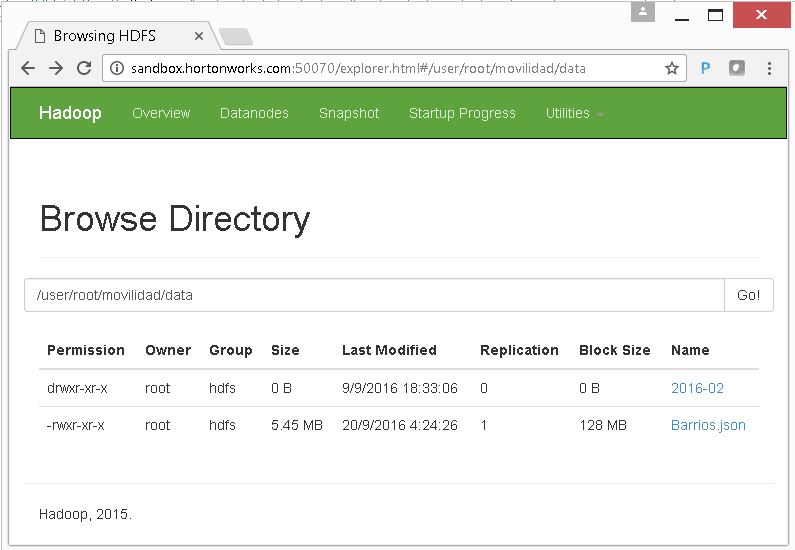 Browsing HDFS
sandbox.hortonworks.com:50070/explorer.html#/user/root/movilidad/data
P
Hadoop Overview Datanodes Snapshot Startup Progress Utilities
Browse Directory
/user/root/movilidad/data Go!
Permission Owner Group Size Last Modified Replication Block Size Name
drwxr-xr-x root hdfs 0 B 9/9/2016 18:33:06 0 0 B 2016-02
-rwxr-xr-x root hdfs 5.45 MB 20/9/2016 4:24:26 1 128 MB Barrios.json
Hadoop, 2015.